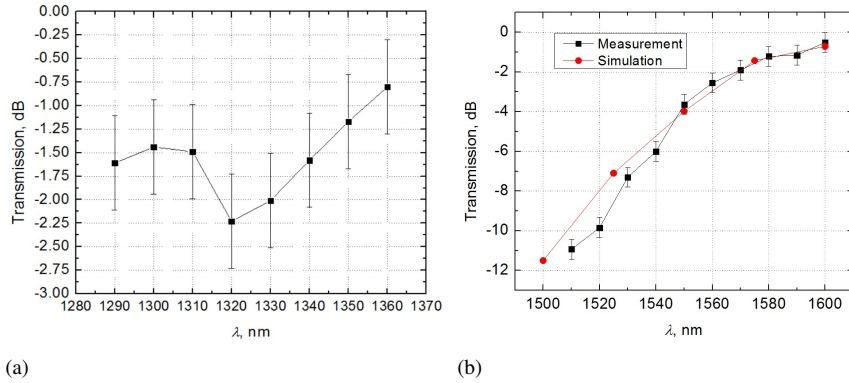 0.00
-0.25
-0.50
-0.75
-1.00
-1.25
-1.50
-1.75
-2.00
-2.25
-2.50
-2.75
-3.00
Transmission, dB
1280 1290 1300 1310 1320 1330 1340 1350 1360 1370
λ, nm
(a)
Measurement
Simulation
0
-2
-4
-6
-8
-10
-12
Transmission, dB
1500 1520 1540 1560 1580 1600
λ, nm
(b)